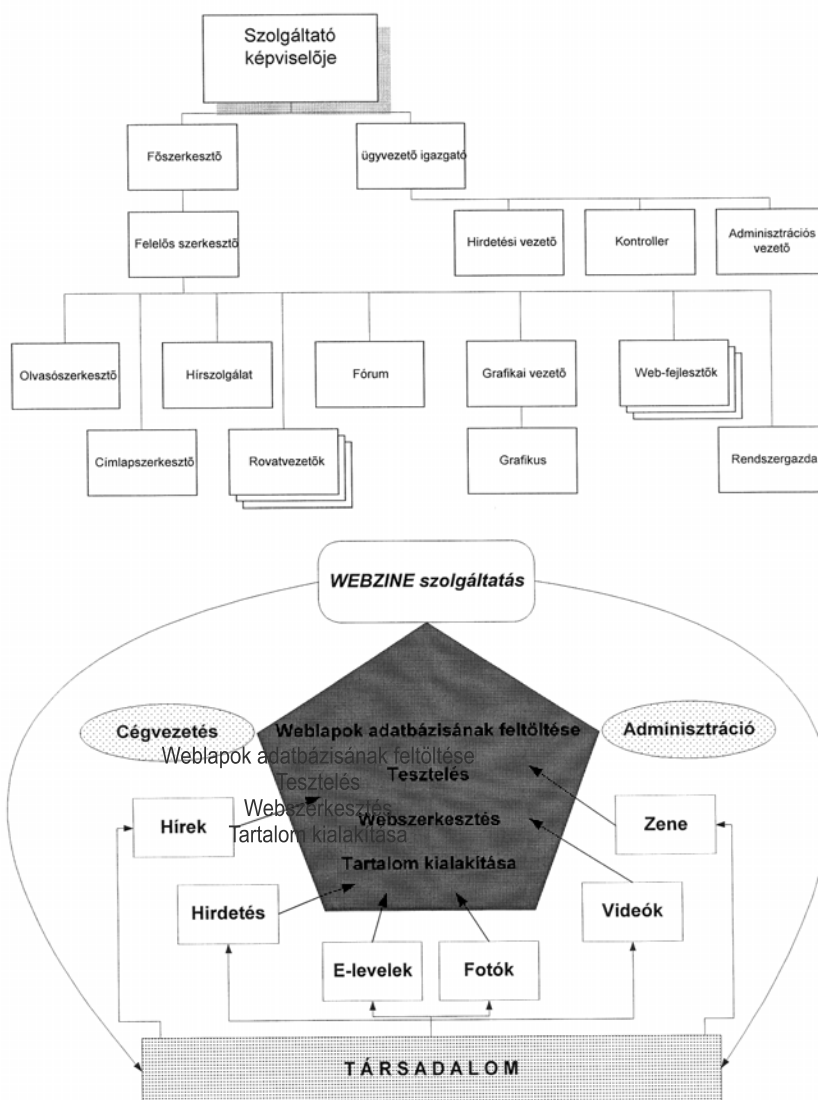 Szolgáltató
képviselője
Főszerkesztő
ügyvezető igazgató
Felelős szerkesztő
Hirdetési vezető
Kontroller
Adminisztrációs
vezető
Olvasószerkesztő
Hírszolgálat
Fórum
Grafikai vezető
Web-fejlesztők
Címlapszerkesztő
Rovatvezetők
Grafikus
Rendszergazda
WEBZINE szolgáltatás
Cégvezetés
Weblapok adatbázisának feltöltése
Adminisztráció
Weblapok adatbázisának feltöltése
Tesztelés
Tesztelés
Webszerkesztés
Webszerkesztés
Hírek
Tartalom kialakítása
Zene
Tartalom kialakítása
Hirdetés
Videók
E-levelek
Fotók
TÁRSADALOM